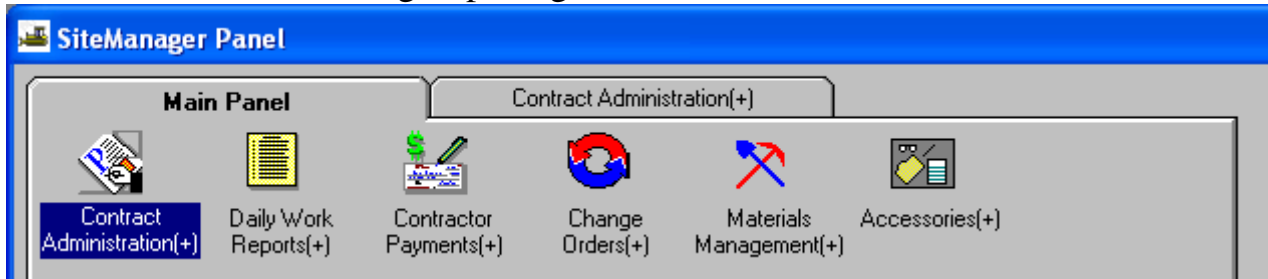 SiteManager Panel
Main Panel
Contract Administration(+)
Contract
Administration(+)
Daily Work
Reports(+)
Contractor
Payments(+)
Change
Orders(+)
Materials
Management(+)
Accessories(+)